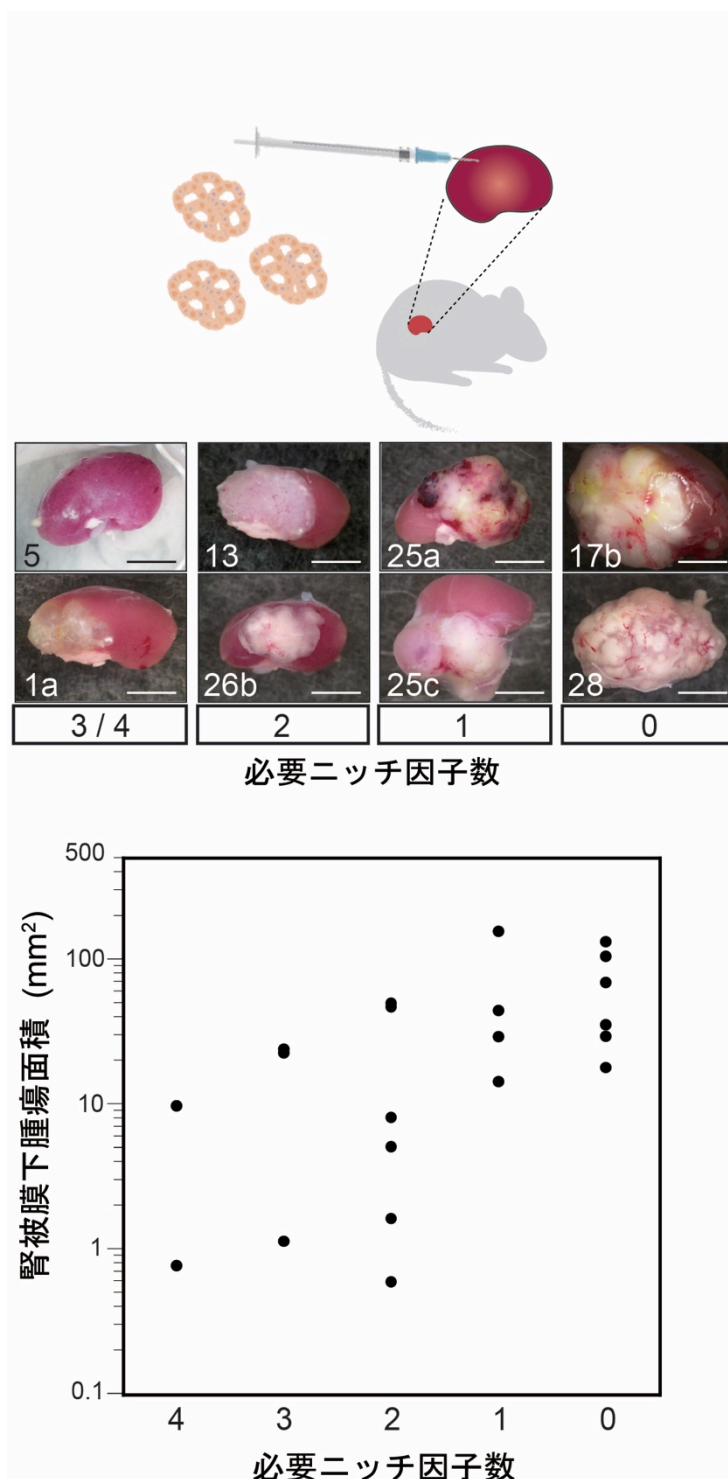 5 13 25a 17b
1a 26b 25c 28
3 / 4 2 1 0
必要ニッチ因子数
腎被膜下腫瘍面積 (mm²)
500
100
10
1
0.1
4 3 2 1 0
必要ニッチ因子数